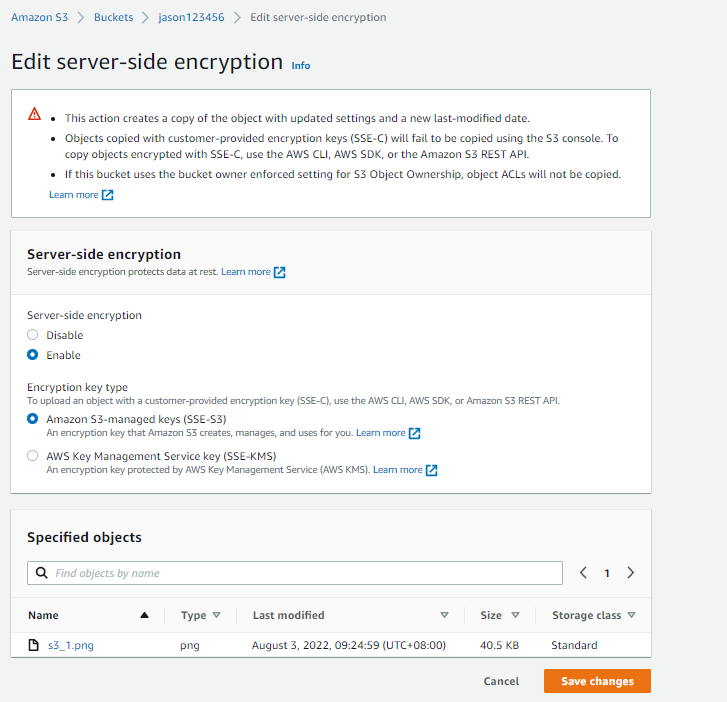 Amazon S3 > Buckets > jason123456 > Edit server-side encryption
Edit server-side encryption Info
This action creates a copy of the object with updated settings and a new last-modified date.
Objects copied with customer-provided encryption keys (SSE-C) will fail to be copied using the S3 console. To
copy objects encrypted with SSE-C, use the AWS CLI, AWS SDK, or the Amazon S3 REST API.
If this bucket uses the bucket owner enforced setting for S3 Object Ownership, object ACLs will not be copied.
Learn more
Server-side encryption
Server-side encryption protects data at rest. Learn more
Server-side encryption
Disable
Enable
Encryption key type
To upload an object with a customer-provided encryption key (SSE-C), use the AWS CLI, AWS SDK, or Amazon S3 REST API.
Amazon S3-managed keys (SSE-S3)
An encryption key that Amazon S3 creates, manages, and uses for you. Learn more
AWS Key Management Service key (SSE-KMS)
An encryption key protected by AWS Key Management Service (AWS KMS). Learn more
Specified objects
Find objects by name
1
Name Type Last modified Size Storage class
s3_1.png png August 3, 2022, 09:24:59 (UTC+08:00) 40.5 KB Standard
Cancel Save changes